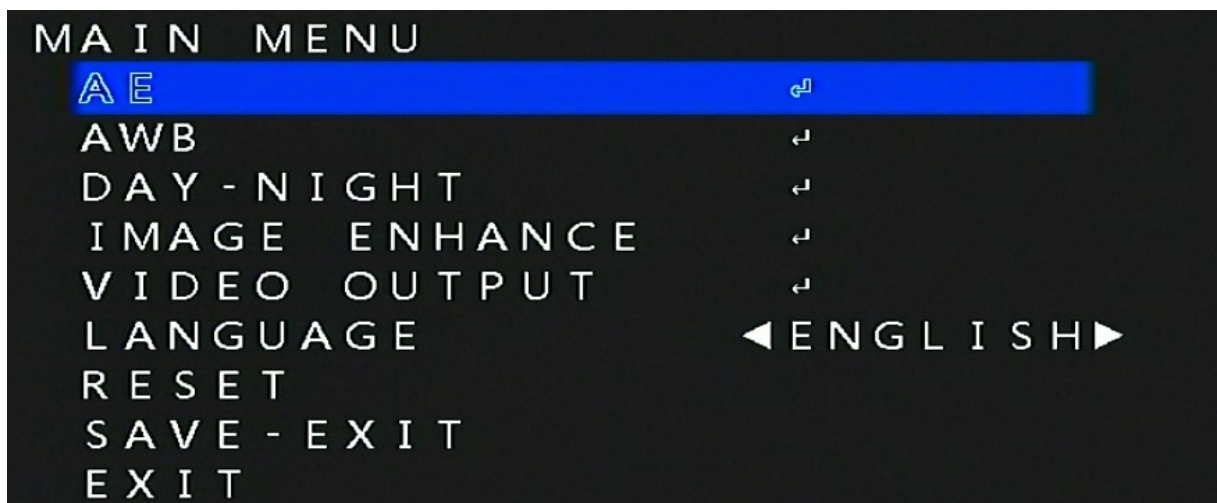 MAIN MENU
AE ↵
AWB ↵
DAY-NIGHT ↵
IMAGE ENHANCE ↵
VIDEO OUTPUT ↵
LANGUAGE ◀ENGLISH▶
RESET
SAVE-EXIT
EXIT